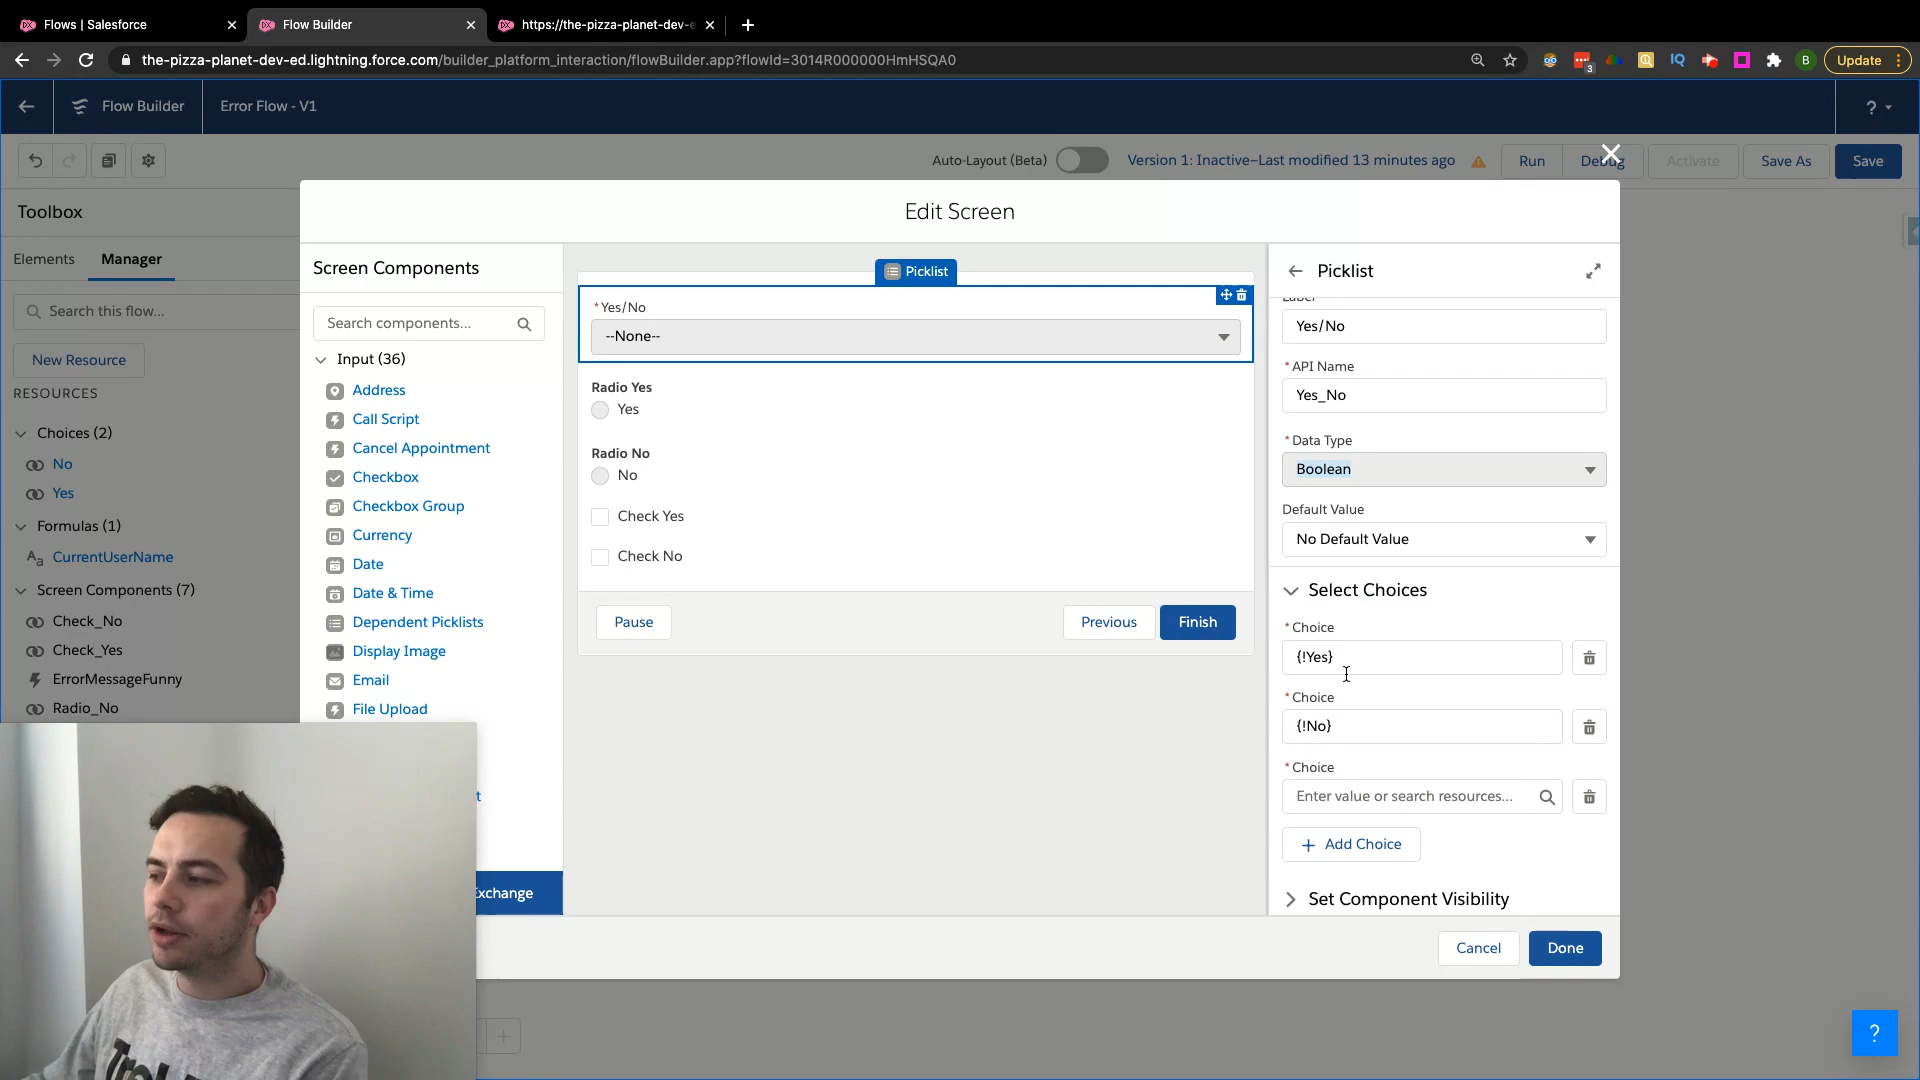 Flows | Salesforce
Flow Builder
https://the-pizza-planet-dev-e
the-pizza-planet-dev-ed.lightning.force.com/builder_platform_interaction/flowBuilder.app?flowId=3014R000000HmHSQA0
3
IQ
B
Update
Flow Builder
Error Flow - V1
?
Auto-Layout (Beta)
Version 1: Inactive–Last modified 13 minutes ago
Run
Debug
Activate
Save As
Save
Toolbox
Elements
Manager
Search this flow...
New Resource
RESOURCES
Choices (2)
No
Yes
Formulas (1)
CurrentUserName
Screen Components (7)
Check_No
Check_Yes
ErrorMessageFunny
Radio_No
Edit Screen
Screen Components
Search components...
Input (36)
Address
Call Script
Cancel Appointment
Checkbox
Checkbox Group
Currency
Date
Date & Time
Dependent Picklists
Display Image
Email
File Upload
t
Exchange
Picklist
* Yes/No
--None--
Radio Yes
Yes
Radio No
No
Check Yes
Check No
Pause
Previous
Finish
Picklist
Label
Yes/No
* API Name
Yes_No
* Data Type
Boolean
Default Value
No Default Value
Select Choices
* Choice
{!Yes}
* Choice
{!No}
* Choice
Enter value or search resources...
Add Choice
Set Component Visibility
Cancel
Done
?